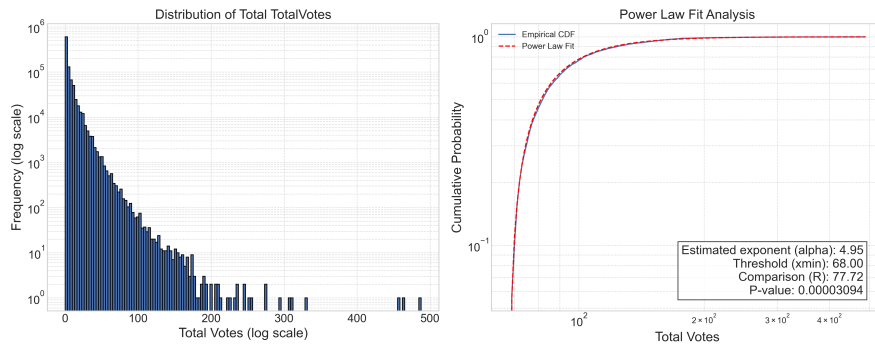 Distribution of Total TotalVotes
10^6
10^5
10^4
10^3
10^2
10^1
10^0
Frequency (log scale)
0 100 200 300 400 500
Total Votes (log scale)
Power Law Fit Analysis
Empirical CDF
Power Law Fit
10^0
10^-1
Cumulative Probability
Estimated exponent (alpha): 4.95
Threshold (xmin): 68.00
Comparison (R): 77.72
P-value: 0.00003094
10^2 2 × 10^2 3 × 10^2 4 × 10^2
Total Votes